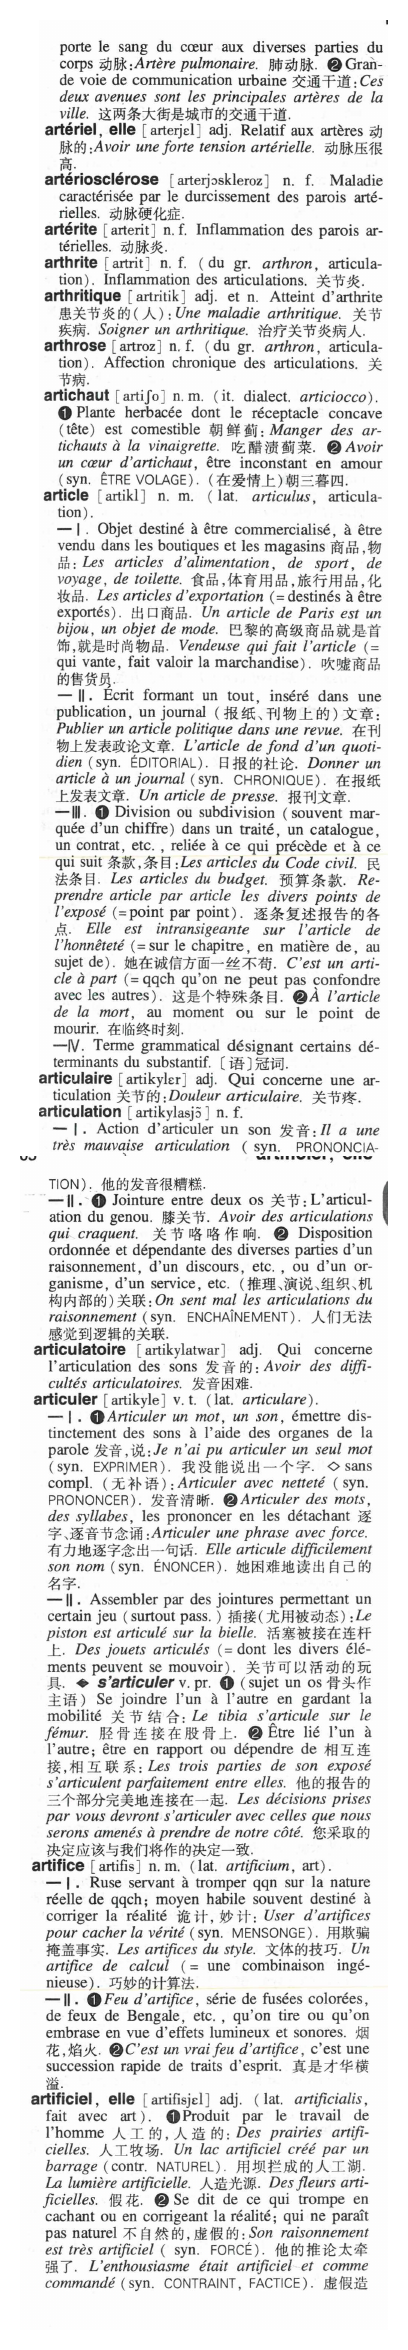 porte le sang du cœur aux diverses parties du
corps 动脉:Artère pulmonaire. 肺动脉. ❷ Gran-
de voie de communication urbaine 交通干道:Ces
deux avenues sont les principales artères de la
ville. 这两条大街是城市的交通干道.
artériel, elle [arterjɛl] adj. Relatif aux artères 动
脉的:Avoir une forte tension artérielle. 动脉压很
高.
artériosclérose [arterjɔskleroz] n. f. Maladie
caractérisée par le durcissement des parois arté-
rielles. 动脉硬化症.
artérite [arterit] n. f. Inflammation des parois ar-
térielles. 动脉炎.
arthrite [artrit] n. f. (du gr. arthron, articula-
tion). Inflammation des articulations. 关节炎.
arthritique [artritik] adj. et n. Atteint d'arthrite
患关节炎的(人):Une maladie arthritique. 关节
疾病. Soigner un arthritique. 治疗关节炎病人.
arthrose [artroz] n. f. (du gr. arthron, articula-
tion). Affection chronique des articulations. 关
节病.
artichaut [artiʃo] n. m. (it. dialect. articiocco).
❶ Plante herbacée dont le réceptacle concave
(tête) est comestible 朝鲜蓟: Manger des ar-
tichauts à la vinaigrette. 吃醋渍蓟菜. ❷ Avoir
un cœur d'artichaut, être inconstant en amour
(syn. ÊTRE VOLAGE). (在爱情上)朝三暮四.
article [artikl] n. m. (lat. articulus, articula-
tion).
—Ⅰ. Objet destiné à être commercialisé, à être
vendu dans les boutiques et les magasins 商品,物
品: Les articles d'alimentation, de sport, de
voyage, de toilette. 食品,体育用品,旅行用品,化
妆品. Les articles d'exportation (=destinés à être
exportés). 出口商品. Un article de Paris est un
bijou, un objet de mode. 巴黎的高级商品就是首
饰,就是时尚物品. Vendeuse qui fait l'article (=
qui vante, fait valoir la marchandise). 吹嘘商品
的售货员.
—Ⅱ. Écrit formant un tout, inséré dans une
publication, un journal (报纸、刊物上的)文章:
Publier un article politique dans une revue. 在刊
物上发表政论文章. L'article de fond d'un quoti-
dien (syn. ÉDITORIAL). 日报的社论. Donner un
article à un journal (syn. CHRONIQUE). 在报纸
上发表文章. Un article de presse. 报刊文章.
—Ⅲ. ❶ Division ou subdivision (souvent mar-
quée d'un chiffre) dans un traité, un catalogue,
un contrat, etc., reliée à ce qui précède et à ce
qui suit 条款,条目:Les articles du Code civil. 民
法条目. Les articles du budget. 预算条款. Re-
prendre article par article les divers points de
l'exposé (=point par point). 逐条复述报告的各
点. Elle est intransigeante sur l'article de
l'honnêteté (=sur le chapitre, en matière de, au
sujet de). 她在诚信方面一丝不苟. C'est un arti-
cle à part (=qqch qu'on ne peut pas confondre
avec les autres). 这是个特殊条目. ❷À l'article
de la mort, au moment ou sur le point de
mourir. 在临终时刻.
—Ⅳ. Terme grammatical désignant certains dé-
terminants du substantif. [语]冠词.
articulaire [artikylɛr] adj. Qui concerne une ar-
ticulation 关节的:Douleur articulaire. 关节疼.
articulation [artikylasjɔ̃] n. f.
—Ⅰ. Action d'articuler un son 发音:Il a une
très mauvaise articulation (syn. PRONONCIA-
TION). 他的发音很糟糕.
—Ⅱ. ❶ Jointure entre deux os 关节:L'articul-
ation du genou. 膝关节. Avoir des articulations
qui craquent. 关节咯咯作响. ❷ Disposition
ordonnée et dépendante des diverses parties d'un
raisonnement, d'un discours, etc., ou d'un or-
ganisme, d'un service, etc. (推理、演说、组织、机
构内部的)关联:On sent mal les articulations du
raisonnement (syn. ENCHAÎNEMENT). 人们无法
感觉到逻辑的关联.
articulatoire [artikylatwar] adj. Qui concerne
l'articulation des sons 发音的:Avoir des diffi-
cultés articulatoires. 发音困难.
articuler [artikyle] v. t. (lat. articulare).
—Ⅰ. ❶Articuler un mot, un son, émettre dis-
tinctement des sons à l'aide des organes de la
parole 发音,说:Je n'ai pu articuler un seul mot
(syn. EXPRIMER). 我没能说出一个字. ◇ sans
compl. (无补语):Articuler avec netteté (syn.
PRONONCER). 发音清晰. ❷Articuler des mots,
des syllabes, les prononcer en les détachant 逐
字、逐音节念诵:Articuler une phrase avec force.
有力地逐字念出一句话. Elle articule difficilement
son nom (syn. ÉNONCER). 她困难地读出自己的
名字.
—Ⅱ. Assembler par des jointures permettant un
certain jeu (surtout pass.) 插接(尤用被动态):Le
piston est articulé sur la bielle. 活塞被接在连杆
上. Des jouets articulés (=dont les divers élé-
ments peuvent se mouvoir). 关节可以活动的玩
具. ◆ s'articuler v. pr. ❶ (sujet un os 骨头作
主语) Se joindre l'un à l'autre en gardant la
mobilité 关节结合: Le tibia s'articule sur le
fémur. 胫骨连接在股骨上. ❷ Être lié l'un à
l'autre; être en rapport ou dépendre de 相互连
接,相互联系: Les trois parties de son exposé
s'articulent parfaitement entre elles. 他的报告的
三个部分完美地连接在一起. Les décisions prises
par vous devront s'articuler avec celles que nous
serons amenés à prendre de notre côté. 您采取的
决定应该与我们将作的决定一致.
artifice [artifis] n. m. (lat. artificium, art).
—Ⅰ. Ruse servant à tromper qqn sur la nature
réelle de qqch; moyen habile souvent destiné à
corriger la réalité 诡计,妙计: User d'artifices
pour cacher la vérité (syn. MENSONGE). 用欺骗
掩盖事实. Les artifices du style. 文体的技巧. Un
artifice de calcul (= une combinaison ingé-
nieuse). 巧妙的计算法.
—Ⅱ. ❶Feu d'artifice, série de fusées colorées,
de feux de Bengale, etc., qu'on tire ou qu'on
embrase en vue d'effets lumineux et sonores. 烟
花,焰火. ❷C'est un vrai feu d'artifice, c'est une
succession rapide de traits d'esprit. 真是才华横
溢.
artificiel, elle [artifisjɛl] adj. (lat. artificialis,
fait avec art). ❶Produit par le travail de
l'homme 人工的,人造的: Des prairies artifi-
cielles. 人工牧场. Un lac artificiel créé par un
barrage (contr. NATUREL). 用坝拦成的人工湖.
La lumière artificielle. 人造光源. Des fleurs arti-
ficielles. 假花. ❷ Se dit de ce qui trompe en
cachant ou en corrigeant la réalité; qui ne paraît
pas naturel 不自然的,虚假的:Son raisonnement
est très artificiel (syn. FORCÉ). 他的推论太牵
强了. L'enthousiasme était artificiel et comme
commandé (syn. CONTRAINT, FACTICE). 虚假造